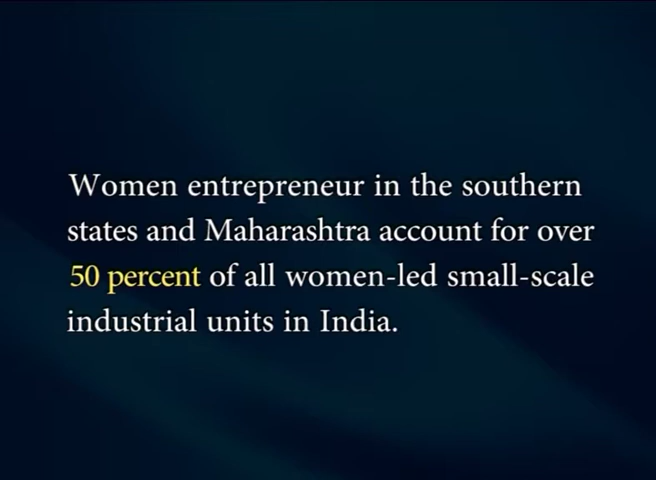 Women entrepreneur in the southern
states and Maharashtra account for over
50 percent of all women-led small-scale
industrial units in India.